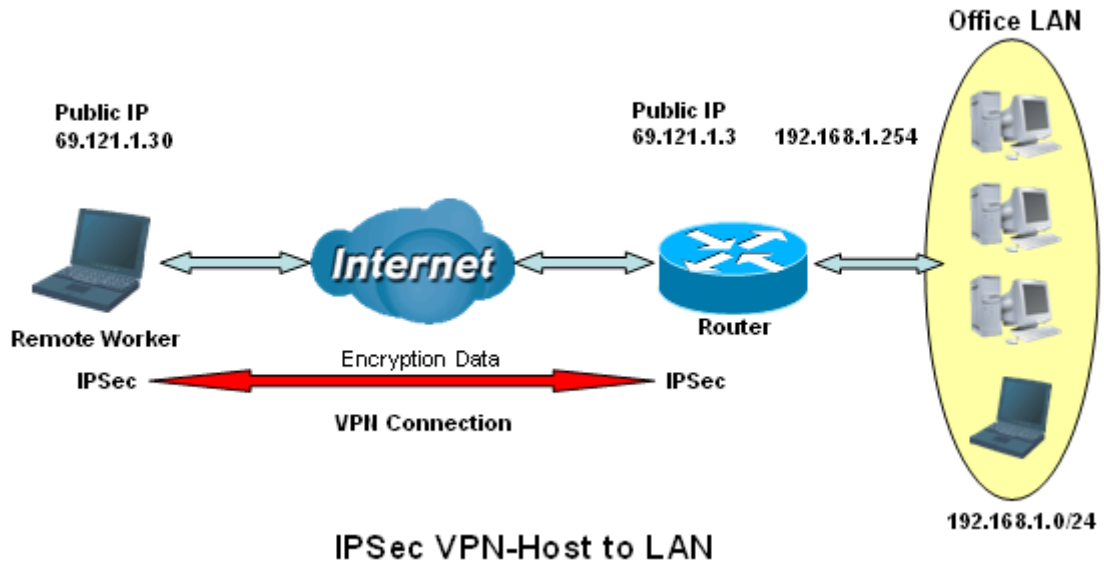 Office LAN
Public IP
69.121.1.30
Public IP
69.121.1.3 192.168.1.254
Internet
Remote Worker
Router
Encryption Data
IPSec
IPSec
VPN Connection
192.168.1.0/24
IPSec VPN-Host to LAN